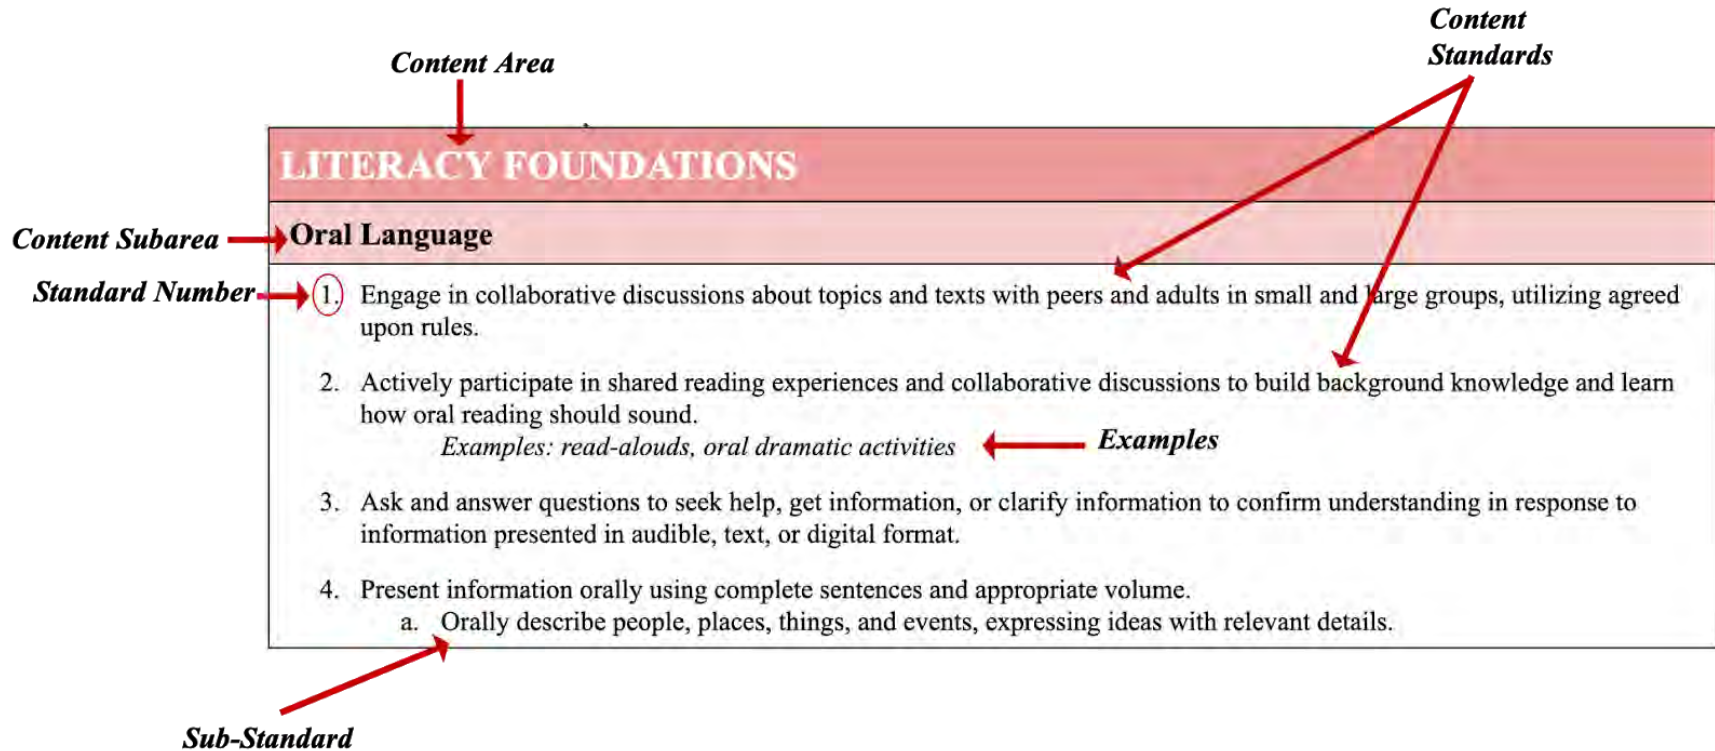 Content
Standards
Content Area
LITERACY FOUNDATIONS
Content Subarea
Oral Language
Standard Number
1. Engage in collaborative discussions about topics and texts with peers and adults in small and large groups, utilizing agreed
upon rules.
2. Actively participate in shared reading experiences and collaborative discussions to build background knowledge and learn
how oral reading should sound.
Examples: read-alouds, oral dramatic activities
Examples
3. Ask and answer questions to seek help, get information, or clarify information to confirm understanding in response to
information presented in audible, text, or digital format.
4. Present information orally using complete sentences and appropriate volume.
a. Orally describe people, places, things, and events, expressing ideas with relevant details.
Sub-Standard